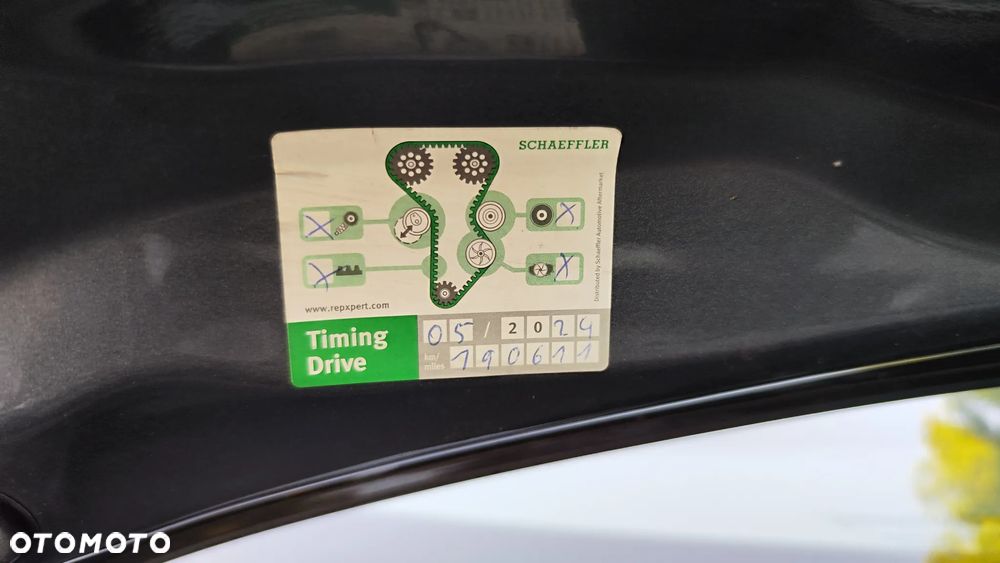 SCHAEFFLER
Distributed by Schaeffler Automotive Aftermarket
www.repxpert.com
Timing
Drive
05 / 2024
km/
miles
190611
OTOMOTO